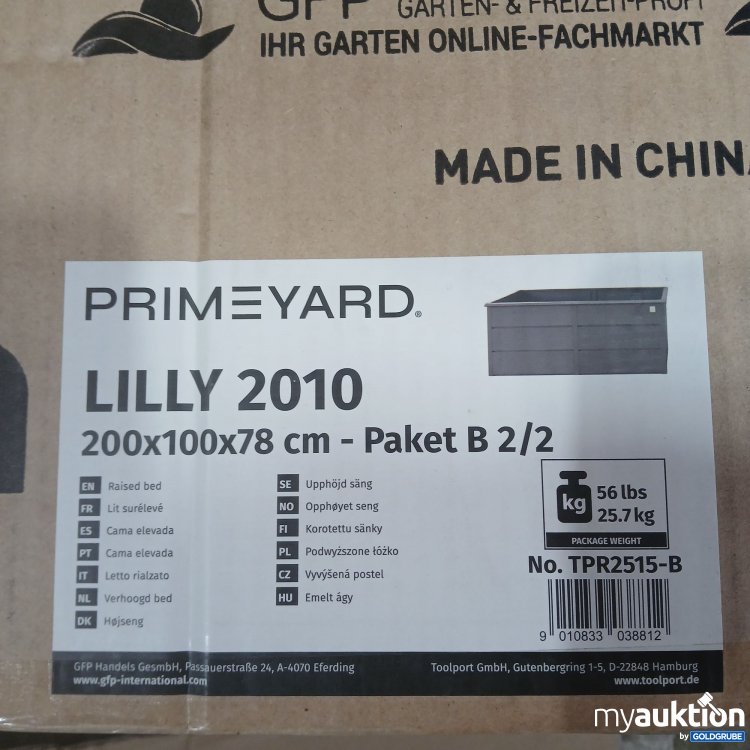 GFP GARTEN- & FREIZEIT-PROFI
IHR GARTEN ONLINE-FACHMARKT
MADE IN CHINA
PRIMEYARD®
LILLY 2010
200x100x78 cm - Paket B 2/2
EN Raised bed
FR Lit surélevé
ES Cama elevada
PT Cama elevada
IT Letto rialzato
NL Verhoogd bed
DK Højseng
SE Upphöjd säng
NO Opphøyet seng
FI Korotettu sänky
PL Podwyższone łóżko
CZ Vyvýšená postel
HU Emelt ágy
kg 56 lbs
25.7 kg
PACKAGE WEIGHT
No. TPR2515-B
9 010833 038812
GFP Handels GesmbH, Passauerstraße 24, A-4070 Eferding
www.gfp-international.com
Toolport GmbH, Gutenbergring 1-5, D-22848 Hamburg
www.toolport.de
myauktion
by GOLDGRUBE